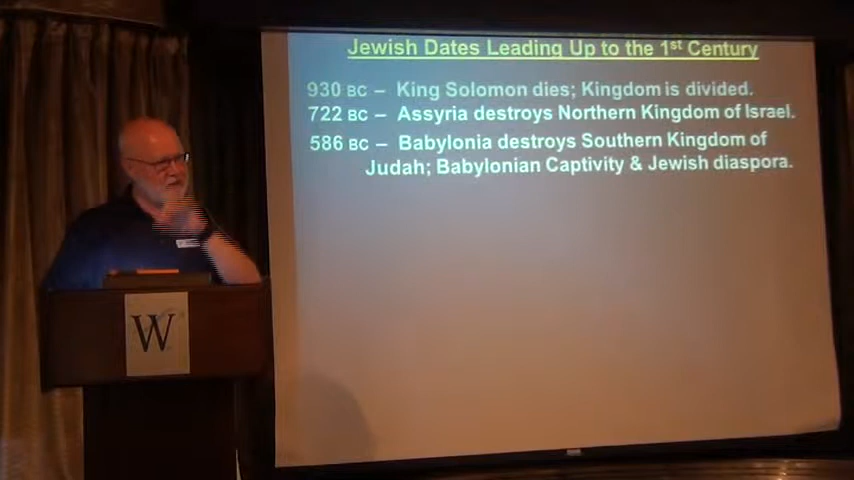 Jewish Dates Leading Up to the 1st Century
930 BC – King Solomon dies; Kingdom is divided.
722 BC – Assyria destroys Northern Kingdom of Israel.
586 BC – Babylonia destroys Southern Kingdom of
Judah; Babylonian Captivity & Jewish diaspora.
W